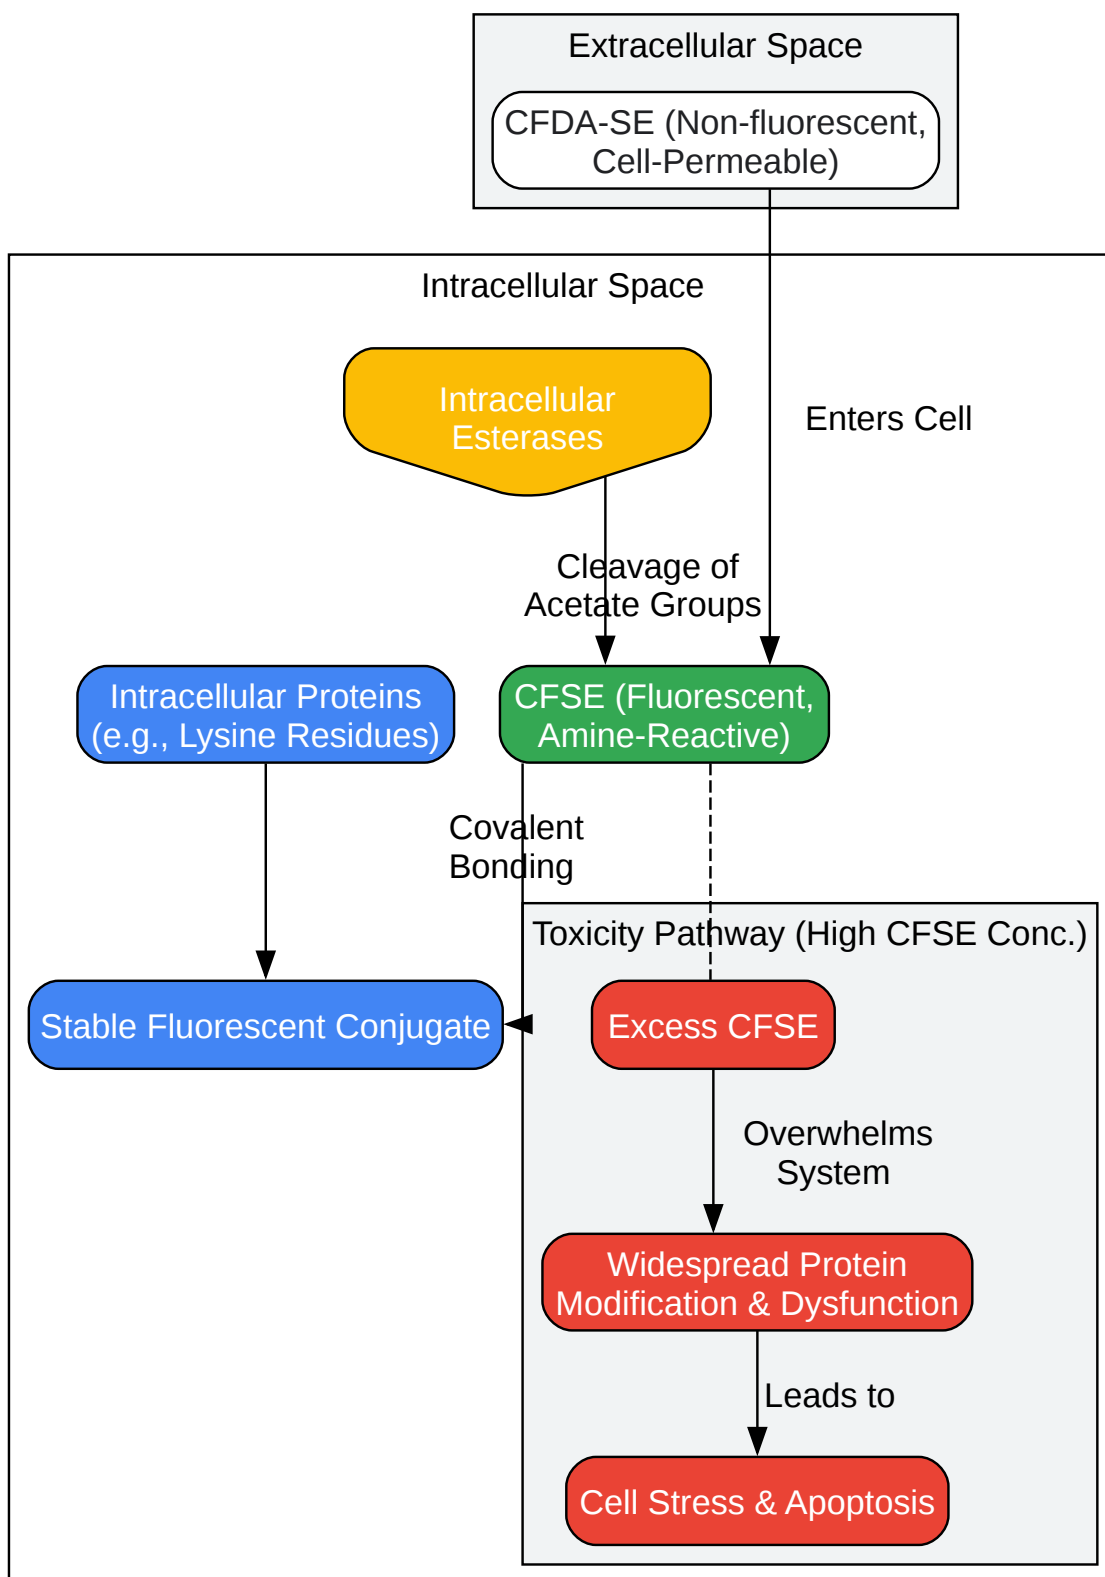 Extracellular Space
CFDA-SE (Non-fluorescent,
Cell-Permeable)
Intracellular Space
Intracellular
Esterases
Enters Cell
Cleavage of
Acetate Groups
Intracellular Proteins
(e.g., Lysine Residues)
CFSE (Fluorescent,
Amine-Reactive)
Covalent
Bonding
Toxicity Pathway (High CFSE Conc.)
Stable Fluorescent Conjugate
Excess CFSE
Overwhelms
System
Widespread Protein
Modification & Dysfunction
Leads to
Cell Stress & Apoptosis